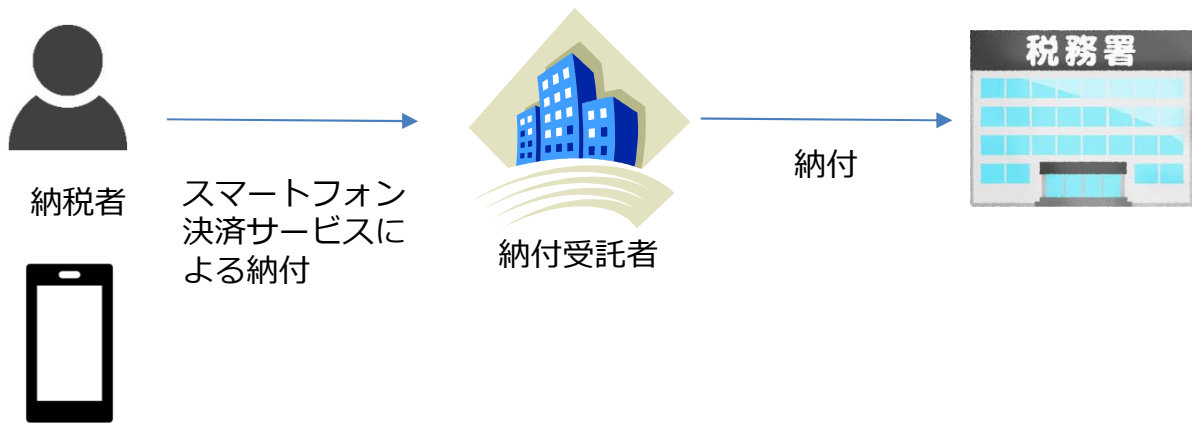 税務署
納税者
スマートフォン
決済サービスに
よる納付
納付受託者
納付